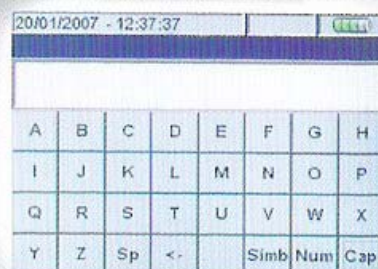 20/01/2007 - 12:37:37
A B C D E F G H
I J K L M N O P
Q R S T U V W X
Y Z Sp <- Simb Num Cap